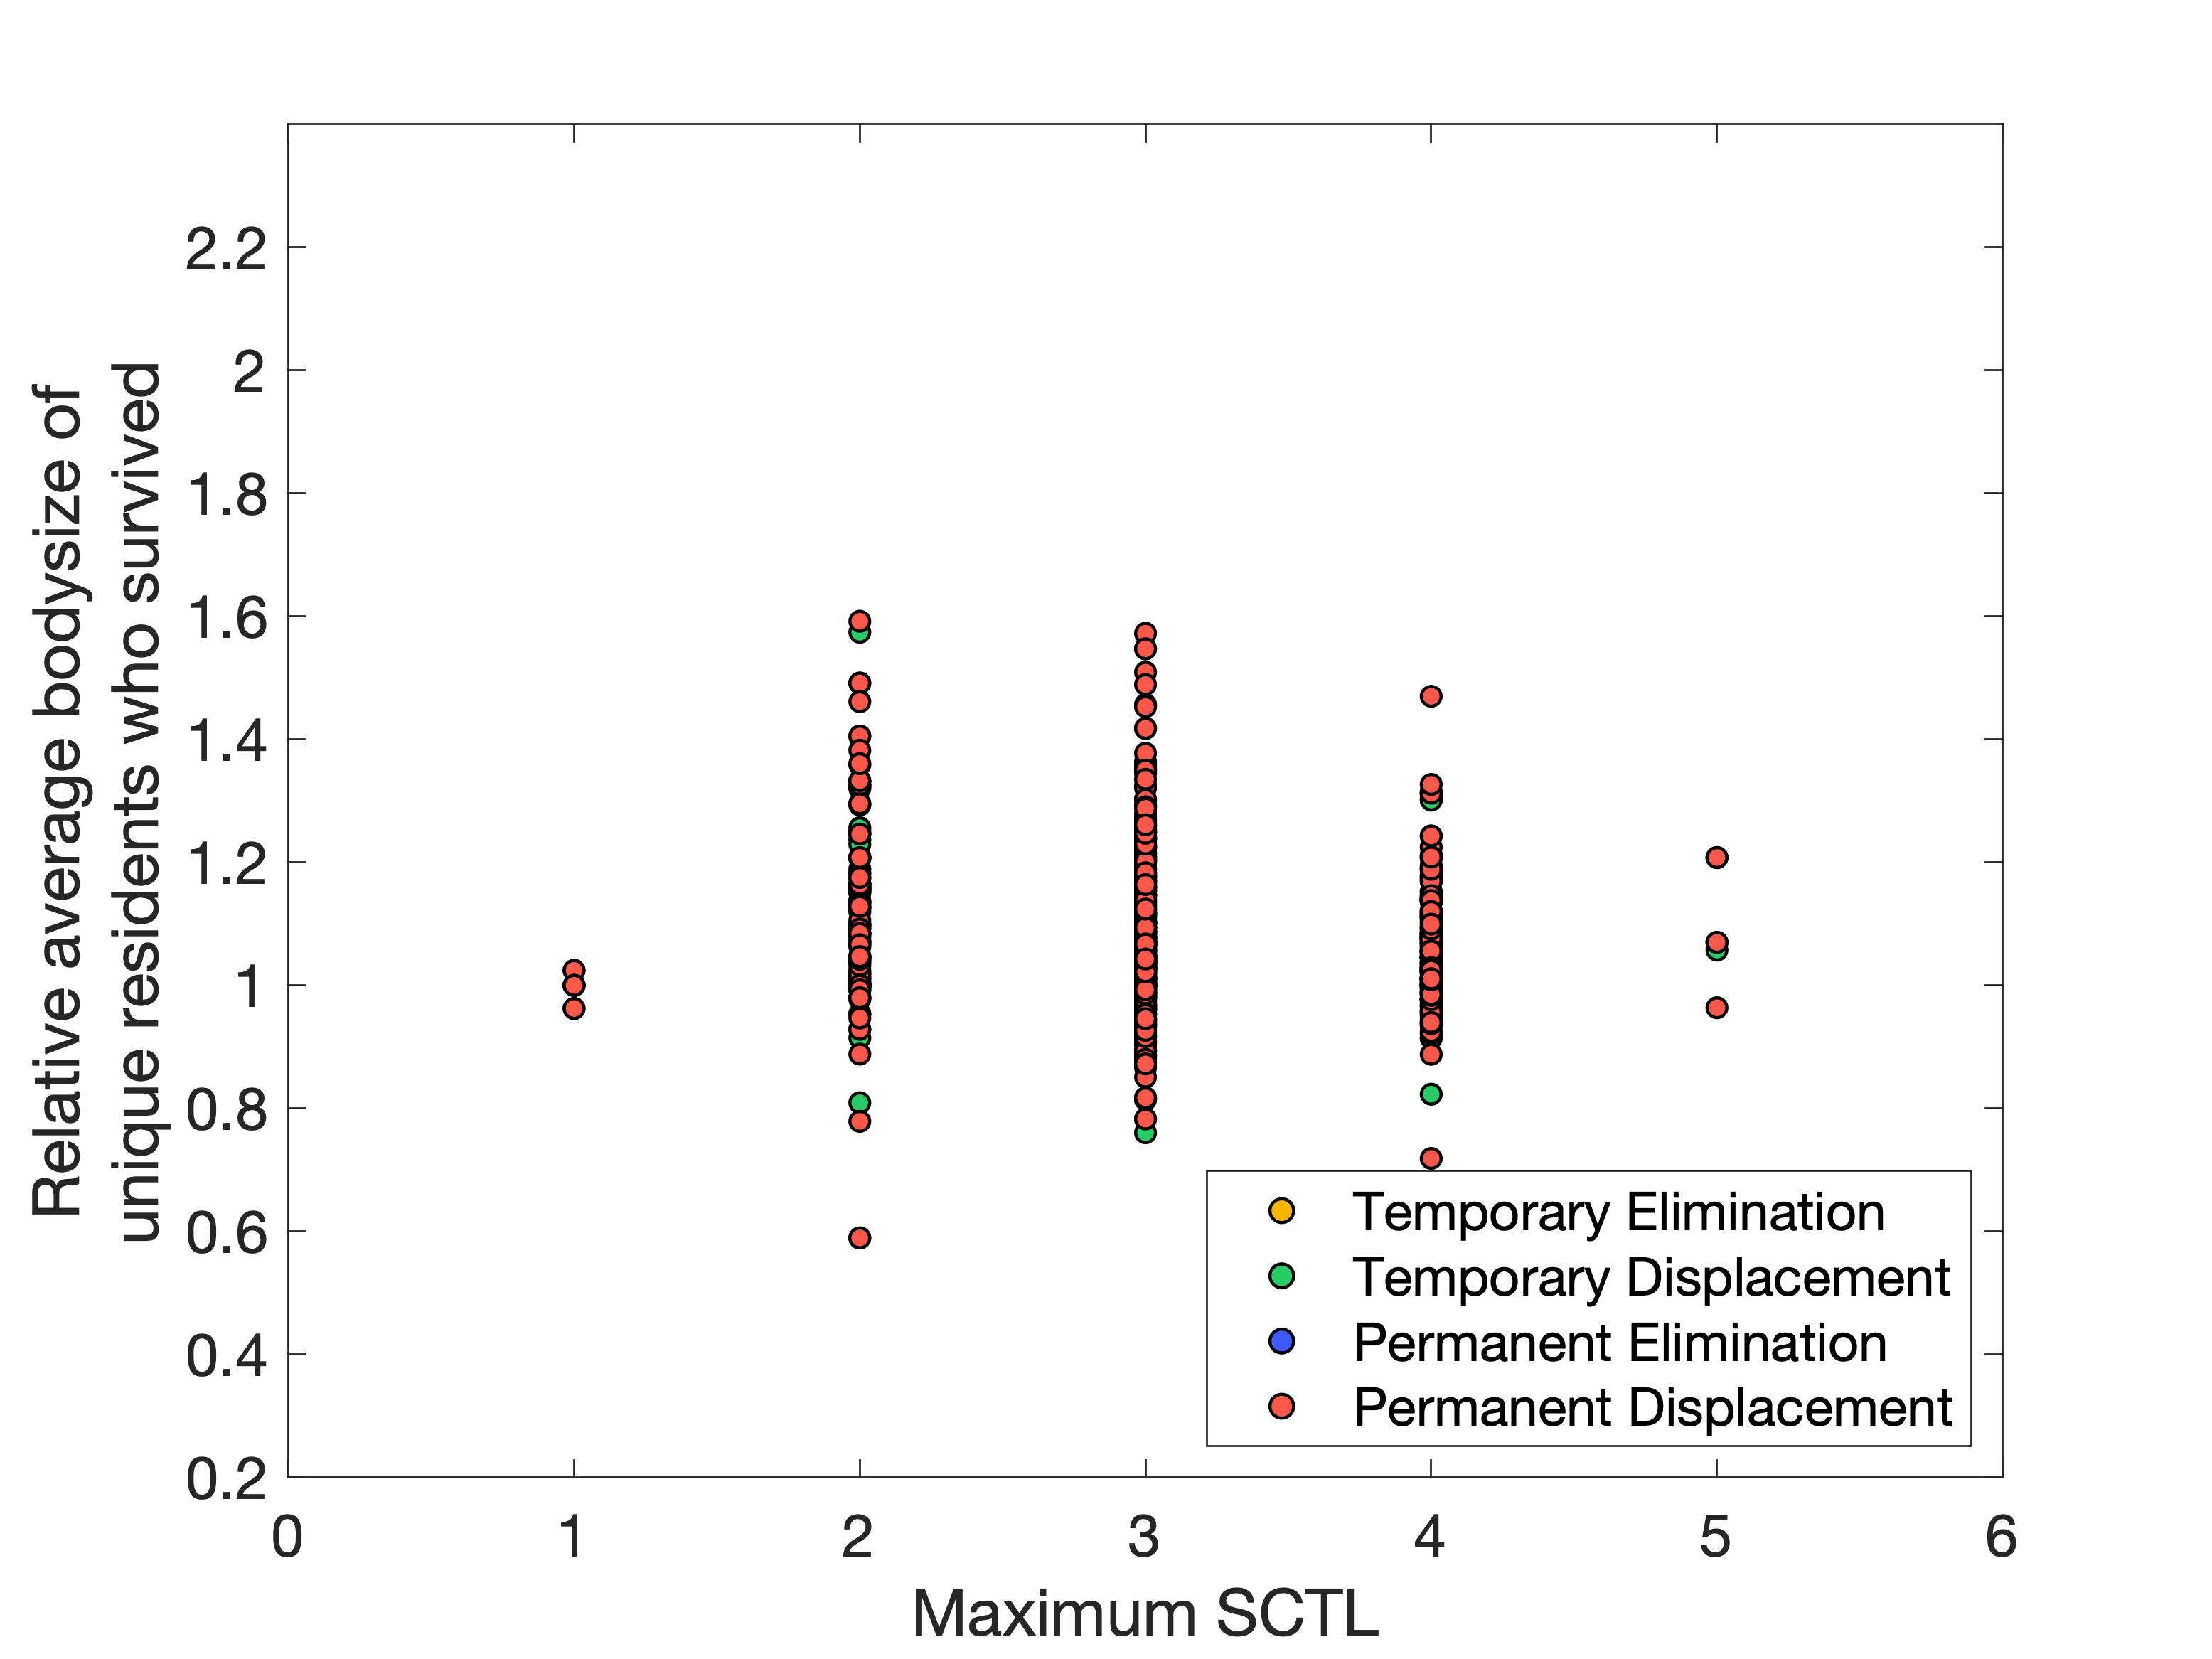 2.2
2
1.8
1.6
1.4
1.2
1
0.8
0.6
0.4
0.2
0 1 2 3 4 5 6
Relative average bodysize of
unique residents who survived
Maximum SCTL
Temporary Elimination
Temporary Displacement
Permanent Elimination
Permanent Displacement